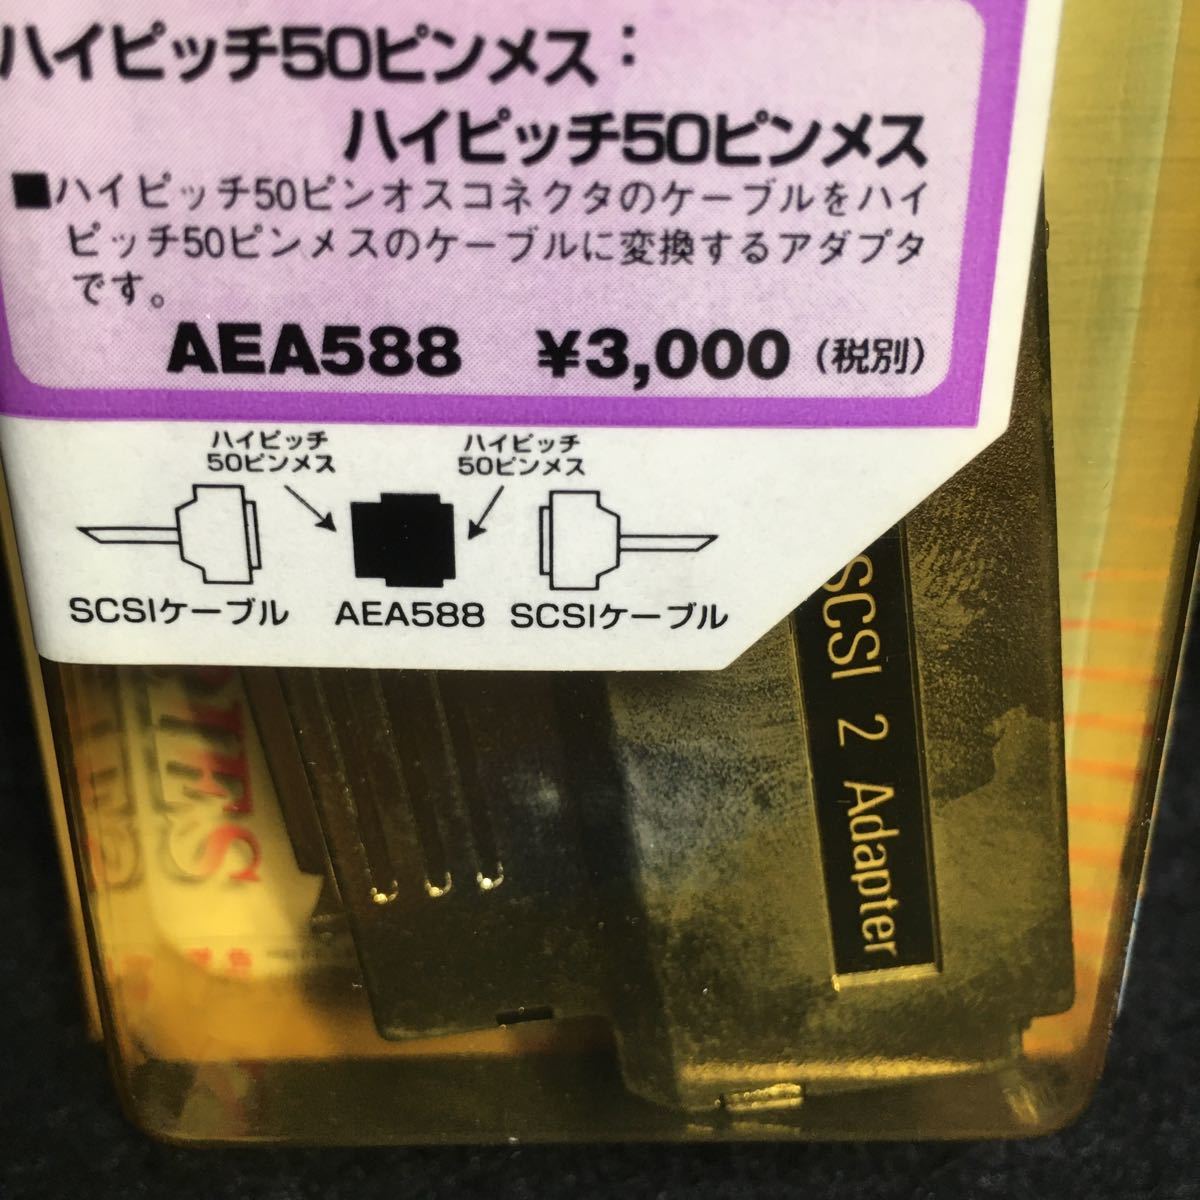 ハイピッチ50ピンメス：
ハイピッチ50ピンメス
■ハイピッチ50ピンオスコネクタのケーブルをハイ
ピッチ50ピンメスのケーブルに変換するアダプタ
です。
AEA588 ¥3,000（税別）
ハイピッチ
50ピンメス
ハイピッチ
50ピンメス
SCSIケーブル
AEA588
SCSIケーブル
SCSI 2 Adapter